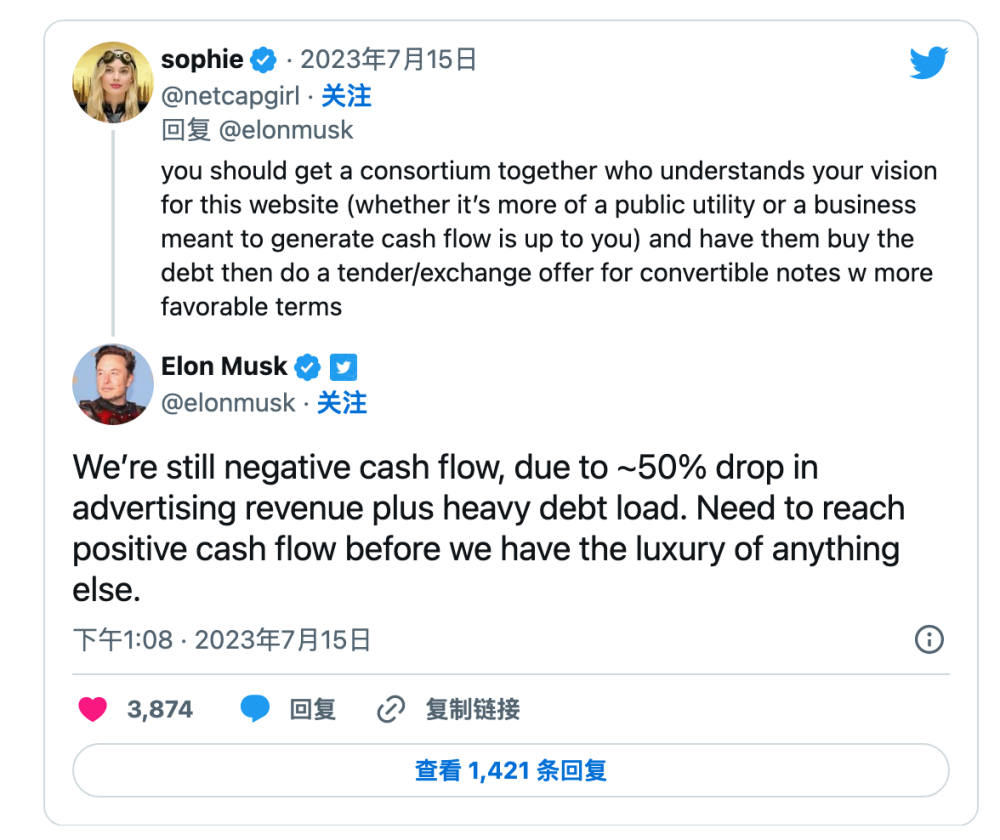 sophie · 2023年7月15日
@netcapgirl · 关注
回复 @elonmusk
you should get a consortium together who understands your vision
for this website (whether it’s more of a public utility or a business
meant to generate cash flow is up to you) and have them buy the
debt then do a tender/exchange offer for convertible notes w more
favorable terms
Elon Musk
@elonmusk · 关注
We’re still negative cash flow, due to ~50% drop in
advertising revenue plus heavy debt load. Need to reach
positive cash flow before we have the luxury of anything
else.
下午1:08 · 2023年7月15日
3,874 回复 复制链接
查看 1,421 条回复